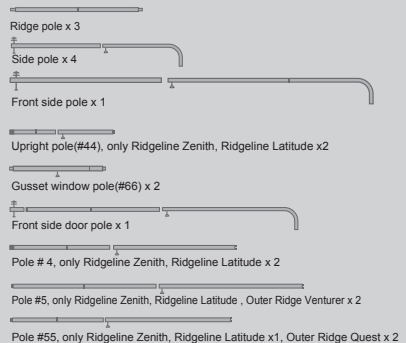 Ridge pole x 3
Side pole x 4
Front side pole x 1
Upright pole(#44), only Ridgeline Zenith, Ridgeline Latitude x2
Gusset window pole(#66) x 2
Front side door pole x 1
Pole # 4, only Ridgeline Zenith, Ridgeline Latitude x 2
Pole #5, only Ridgeline Zenith, Ridgeline Latitude , Outer Ridge Venturer x 2
Pole #55, only Ridgeline Zenith, Ridgeline Latitude x1, Outer Ridge Quest x 2